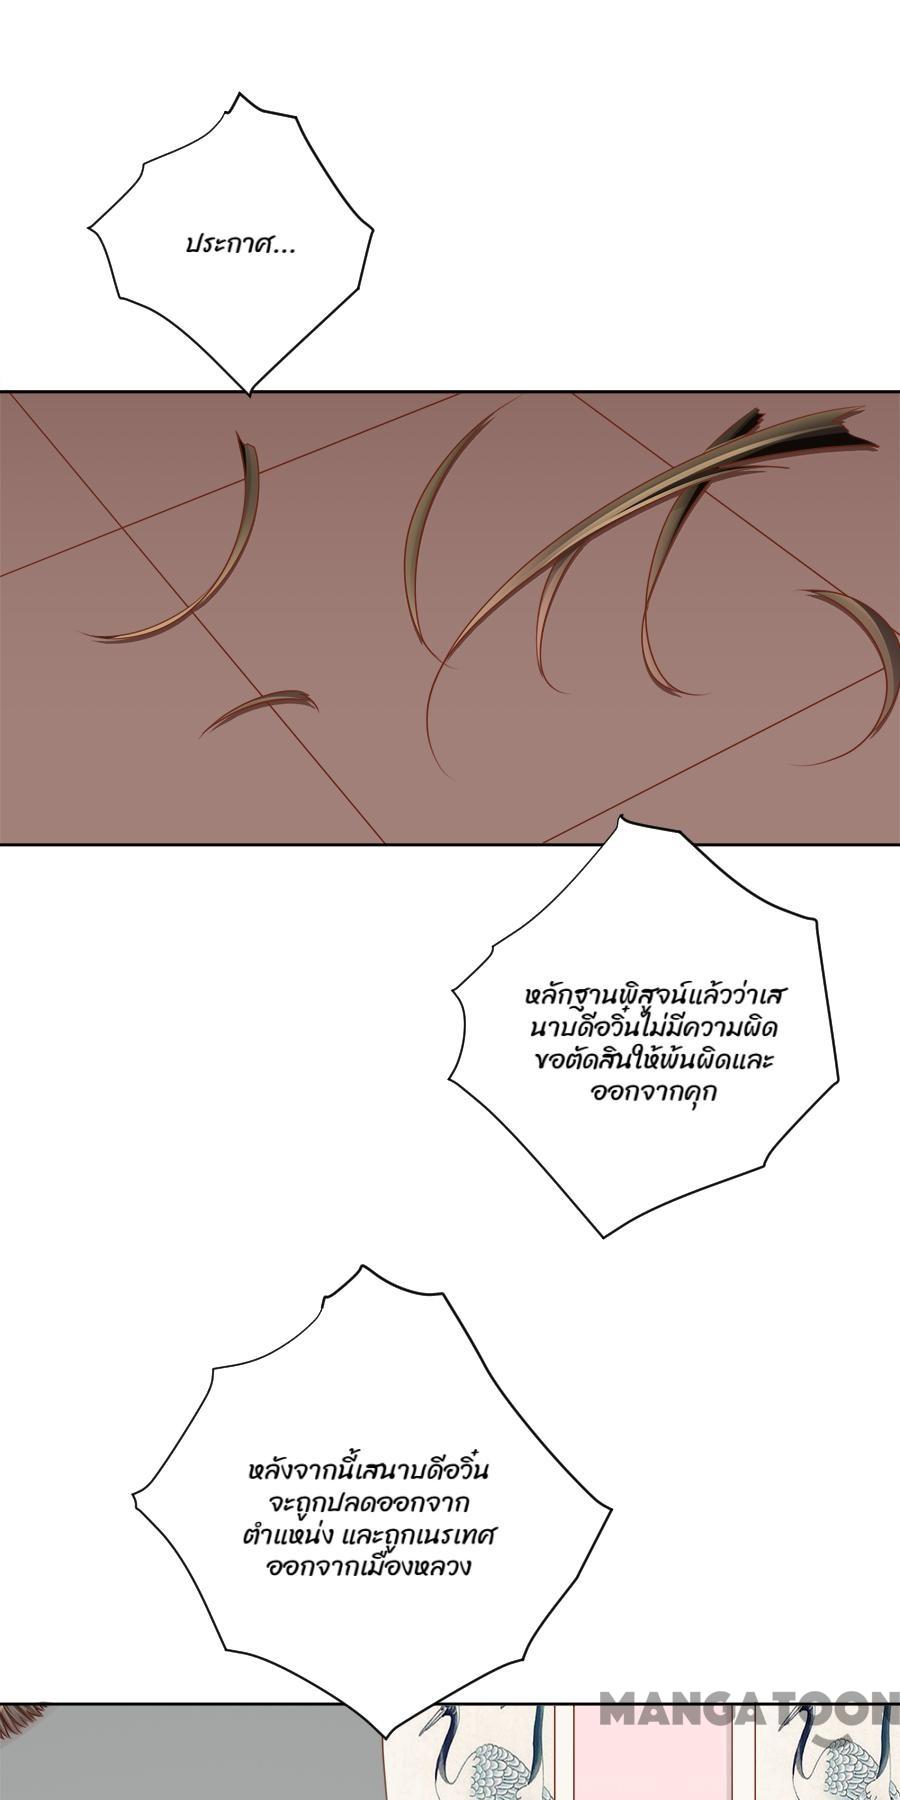 ประกาศ...
หลักฐานพิสูจน์แล้วว่าเส
นาบดีอวิ๋นไม่มีความผิด
ขอตัดสินให้พ้นผิดและ
ออกจากคุก
หลังจากนี้เสนาบดีอวิ๋น
จะถูกปลดออกจาก
ตำแหน่ง และถูกเนรเทศ
ออกจากเมืองหลวง
MANGATOON